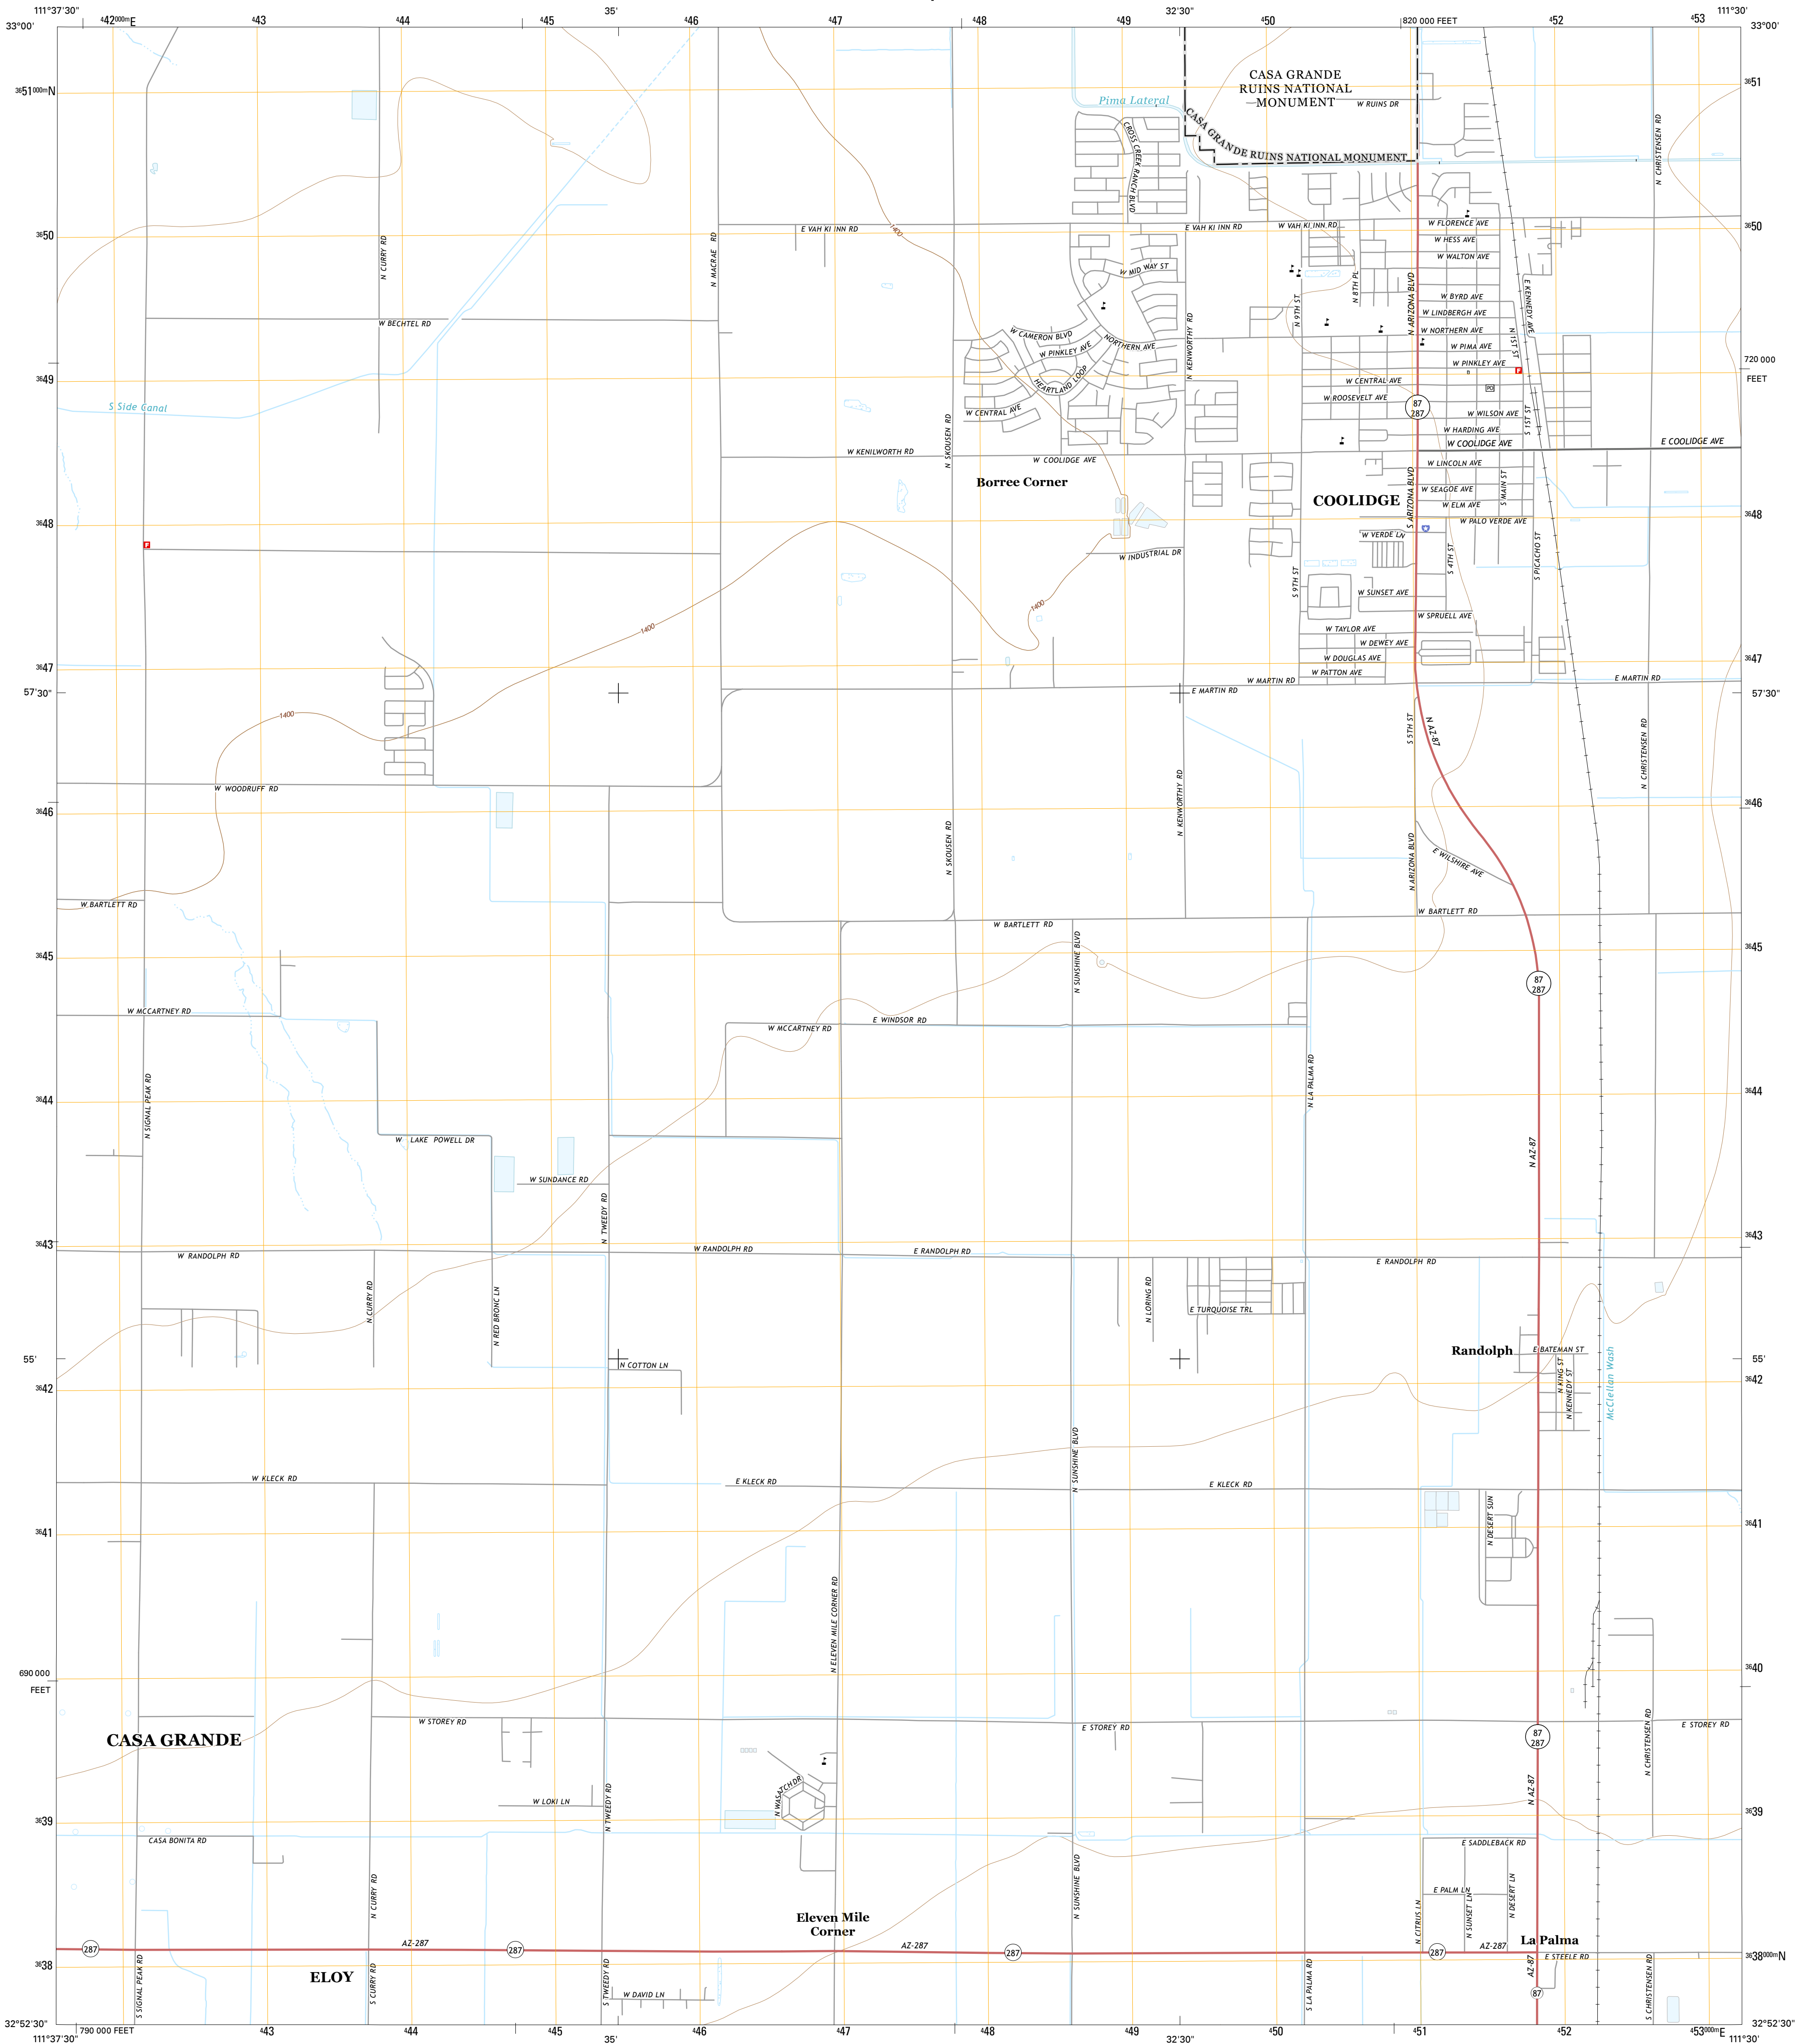 111°37'30"
442000mE
443
444
445
35'
446
447
448
449
32'30"
450
820 000 FEET
452
453
111°30'
33°00'
33°00'
3651000mN
3651
CASA GRANDE
RUINS NATIONAL
MONUMENT
W RUINS DR
Pima Lateral
CASA GRANDE RUINS NATIONAL MONUMENT
CROSS CREEK RANCH BLVD
N CHRISTENSEN RD
3650
3650
N CURRY RD
N MACRAE RD
E VAH KI INN RD
1400
E VAH KI INN RD
W VAH KI INN RD
W FLORENCE AVE
W HESS AVE
W WALTON AVE
W MID WAY ST
N 8TH PL
N 9TH ST
N ARIZONA BLVD
W BYRD AVE
E KENNEDY AVE
W LINDBERGH AVE
W BECHTEL RD
W CAMERON BLVD
W PINKLEY AVE
NORTHERN AVE
HEARTLAND LOOP
W CENTRAL AVE
N KENWORTHY RD
W NORTHERN AVE
N 1ST ST
W PIMA AVE
W PINKLEY AVE
F
720 000
FEET
3649
3649
W CENTRAL AVE
PO
W ROOSEVELT AVE
87
287
W WILSON AVE
S 1ST ST
S Side Canal
N SKOUSEN RD
W HARDING AVE
W COOLIDGE AVE
E COOLIDGE AVE
W KENILWORTH RD
W COOLIDGE AVE
W LINCOLN AVE
Borree Corner
COOLIDGE
S ARIZONA BLVD
W SEAGOE AVE
S MAIN ST
W ELM AVE
W PALO VERDE AVE
3648
3648
F
W VERDE LN
W INDUSTRIAL DR
S 4TH ST
S PICACHO ST
S 9TH ST
W SUNSET AVE
1400
W SPRUELL AVE
1400
W TAYLOR AVE
W DEWEY AVE
W DOUGLAS AVE
W PATTON AVE
3647
3647
W MARTIN RD
E MARTIN RD
E MARTIN RD
57'30"
57'30"
1400
S 5TH ST
N AZ-87
N CHRISTENSEN RD
W WOODRUFF RD
N KENWORTHY RD
3646
3646
N SKOUSEN RD
N ARIZONA BLVD
E WILSHIRE AVE
W BARTLETT RD
W BARTLETT RD
W BARTLETT RD
3645
3645
N SUNSHINE BLVD
87
287
W MCCARTNEY RD
W MCCARTNEY RD
E WINDSOR RD
N SIGNAL PEAK RD
N LA PALMA RD
3644
3644
W LAKE POWELL DR
N AZ-87
W SUNDANCE RD
N TWEEDY RD
3643
3643
W RANDOLPH RD
W RANDOLPH RD
E RANDOLPH RD
E RANDOLPH RD
N CURRY RD
N RED BRONC LN
N LORING RD
E TURQUOISE TRL
Randolph
E BATEMAN ST
N KING ST
N KENNEDY ST
McClellan Wash
55'
55'
N COTTON LN
3642
3642
N SUNSHINE BLVD
W KLECK RD
E KLECK RD
E KLECK RD
N DESERT SUN
3641
3641
N ELEVEN MILE CORNER RD
690 000
FEET
3640
W STOREY RD
E STOREY RD
E STOREY RD
CASA GRANDE
87
287
N CHRISTENSEN RD
N WASATCH DR
N AZ-87
W LOKI LN
N TWEEDY RD
3639
3639
CASA BONITA RD
E SADDLEBACK RD
N CURRY RD
N SUNSHINE BLVD
E PALM LN
N CITRUS LN
N SUNSET LN
N DESERT LN
Eleven Mile
Corner
La Palma
287
AZ-287
287
AZ-287
287
287
AZ-287
E STEELE RD
3638
3638000mN
ELOY
S SIGNAL PEAK RD
S CURRY RD
S TWEEDY RD
W DAVID LN
S LA PALMA RD
AZ-87
87
S CHRISTENSEN RD
32°52'30"
32°52'30"
111°37'30"
790 000 FEET
443
444
445
35'
446
447
448
449
32'30"
450
451
452
453000mE
111°30'